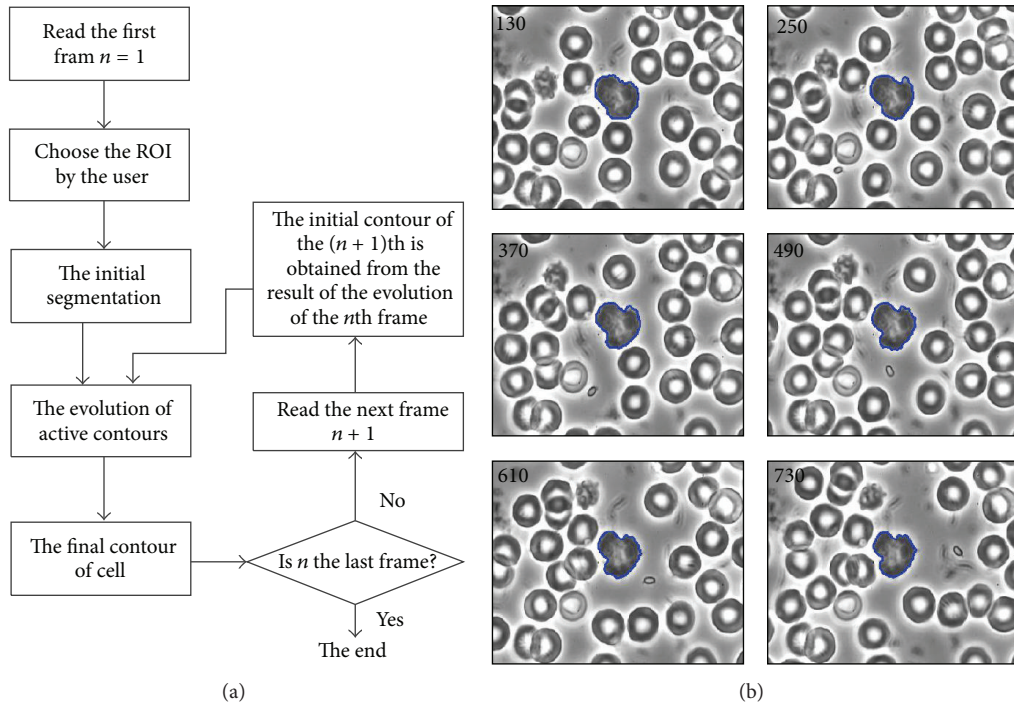 Read the first
fram n = 1
Choose the ROI
by the user
The initial
segmentation
The evolution of
active contours
The final contour
of cell
Is n the last frame?
No
Yes
The end
Read the next frame
n + 1
The initial contour of
the (n + 1)th is
obtained from the
result of the evolution
of the nth frame
(a)
130
250
370
490
610
730
(b)